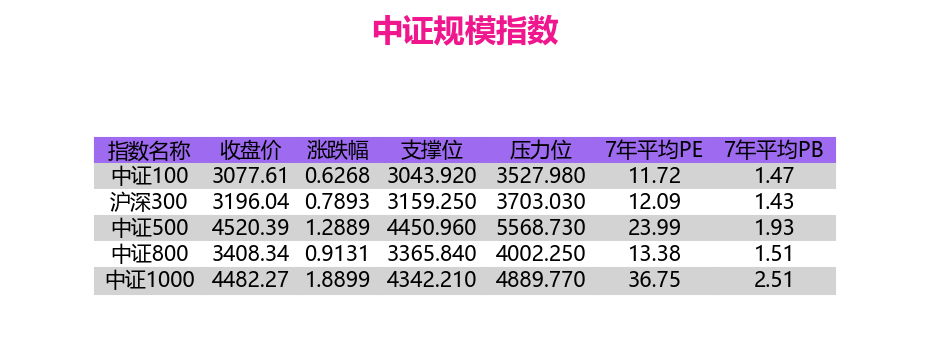 中证规模指数
指数名称 收盘价 涨跌幅 支撑位 压力位 7年平均PE 7年平均PB
中证100 3077.61 0.6268 3043.920 3527.980 11.72 1.47
沪深300 3196.04 0.7893 3159.250 3703.030 12.09 1.43
中证500 4520.39 1.2889 4450.960 5568.730 23.99 1.93
中证800 3408.34 0.9131 3365.840 4002.250 13.38 1.51
中证1000 4482.27 1.8899 4342.210 4889.770 36.75 2.51